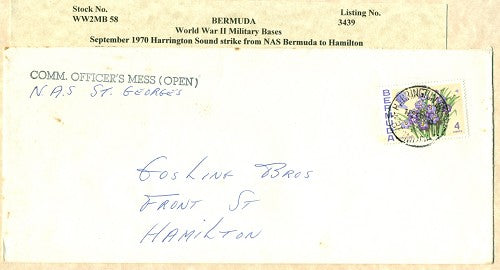 Stock No.
WW2MB 58
BERMUDA
Listing No.
3439
World War II Military Bases
September 1970 Harrington Sound strike from NAS Bermuda to Hamilton
COMM. OFFICER'S MESS (OPEN)
NAS ST. GEORGES
BERMUDA
4
GOSLING BROS
FRONT ST
HAMILTON